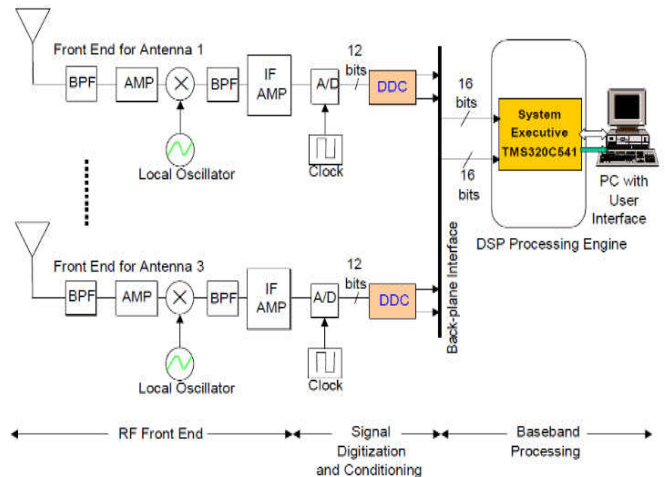 Front End for Antenna 1
BPF
AMP
BPF
IF
AMP
A/D
12
bits
DDC
Local Oscillator
Clock
16
bits
16
bits
System
Executive
TMS320C541
PC with
User
Interface
DSP Processing Engine
Back-plane Interface
Front End for Antenna 3
BPF
AMP
BPF
IF
AMP
A/D
12
bits
DDC
Local Oscillator
Clock
RF Front End
Signal
Digitization
and Conditioning
Baseband
Processing